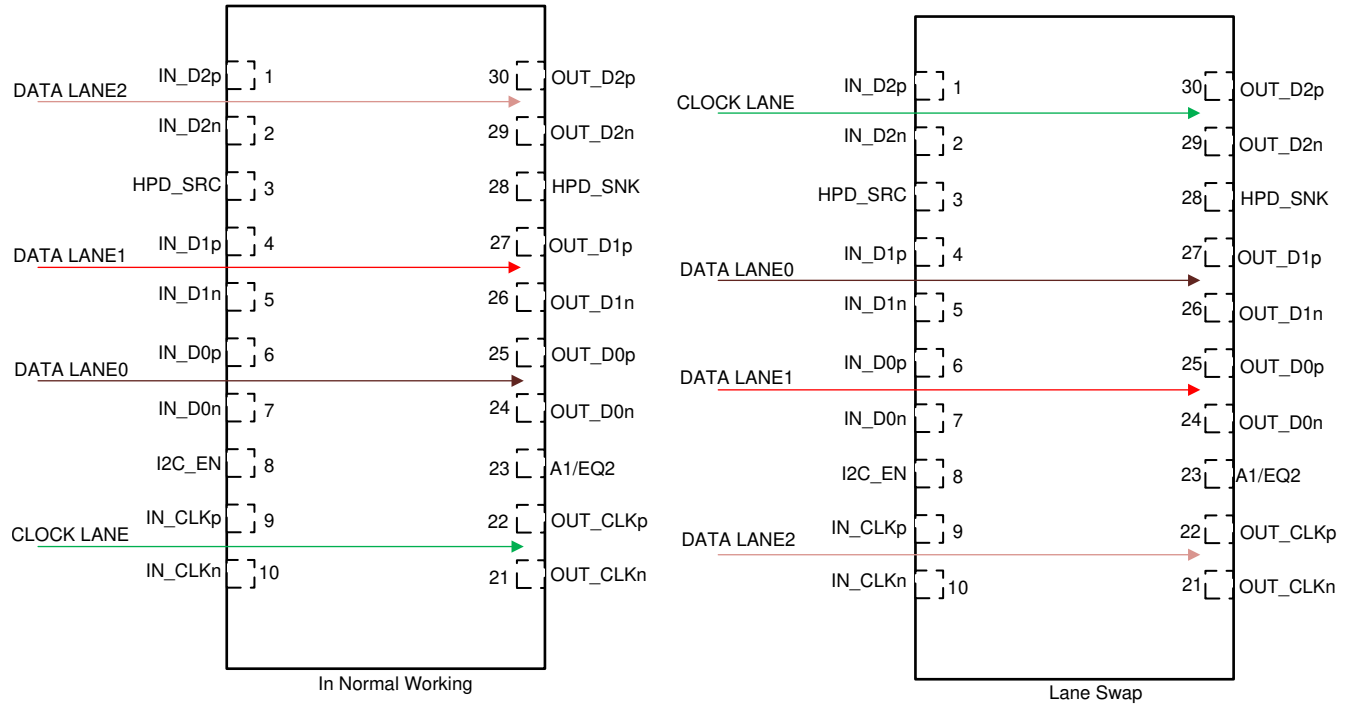 IN_D2p 1 30 OUT_D2p
DATA LANE2
IN_D2n 2 29 OUT_D2n
HPD_SRC 3 28 HPD_SNK
IN_D1p 4 27 OUT_D1p
DATA LANE1
IN_D1n 5 26 OUT_D1n
IN_D0p 6 25 OUT_D0p
DATA LANE0
IN_D0n 7 24 OUT_D0n
I2C_EN 8 23 A1/EQ2
IN_CLKp 9 22 OUT_CLKp
CLOCK LANE
IN_CLKn 10 21 OUT_CLKn
In Normal Working
IN_D2p 1 30 OUT_D2p
CLOCK LANE
IN_D2n 2 29 OUT_D2n
HPD_SRC 3 28 HPD_SNK
IN_D1p 4 27 OUT_D1p
DATA LANE0
IN_D1n 5 26 OUT_D1n
IN_D0p 6 25 OUT_D0p
DATA LANE1
IN_D0n 7 24 OUT_D0n
I2C_EN 8 23 A1/EQ2
IN_CLKp 9 22 OUT_CLKp
DATA LANE2
IN_CLKn 10 21 OUT_CLKn
Lane Swap